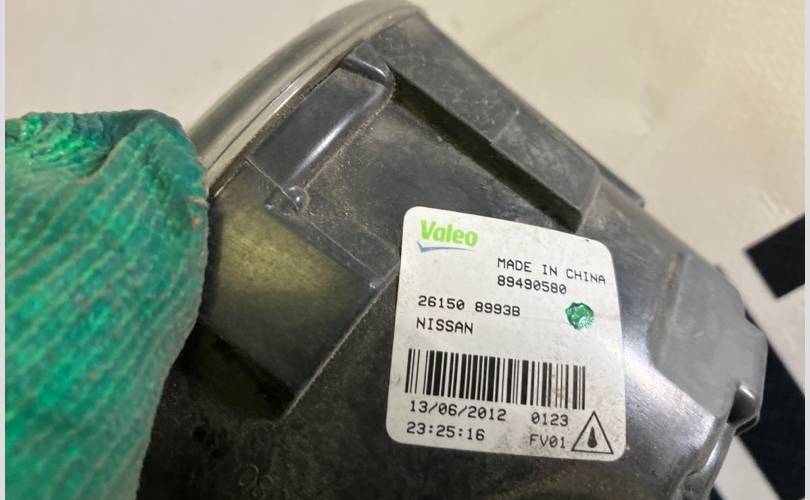 Valeo
MADE IN CHINA
89490580
26150 8993B
NISSAN
13/06/2012 0123
23:25:16 FV01